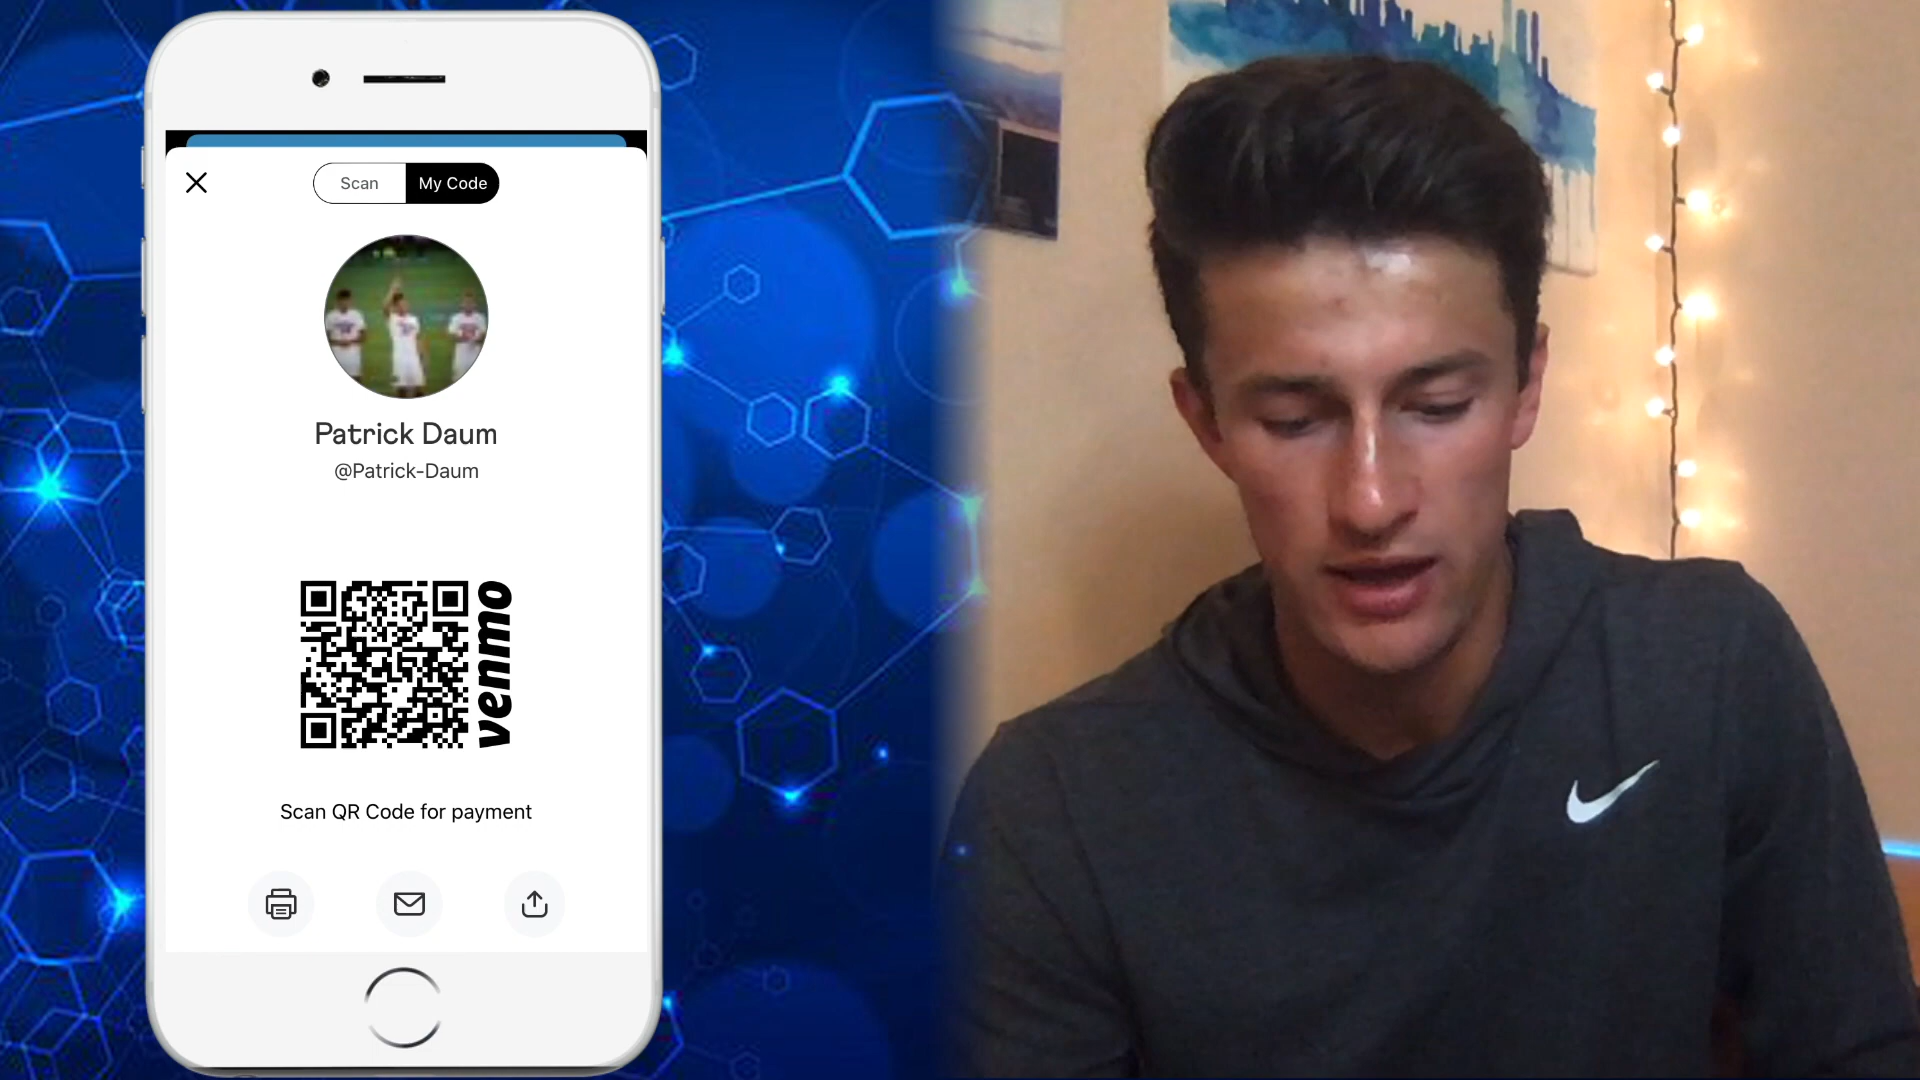 Scan
My Code
Patrick Daum
@Patrick-Daum
venmo
Scan QR Code for payment